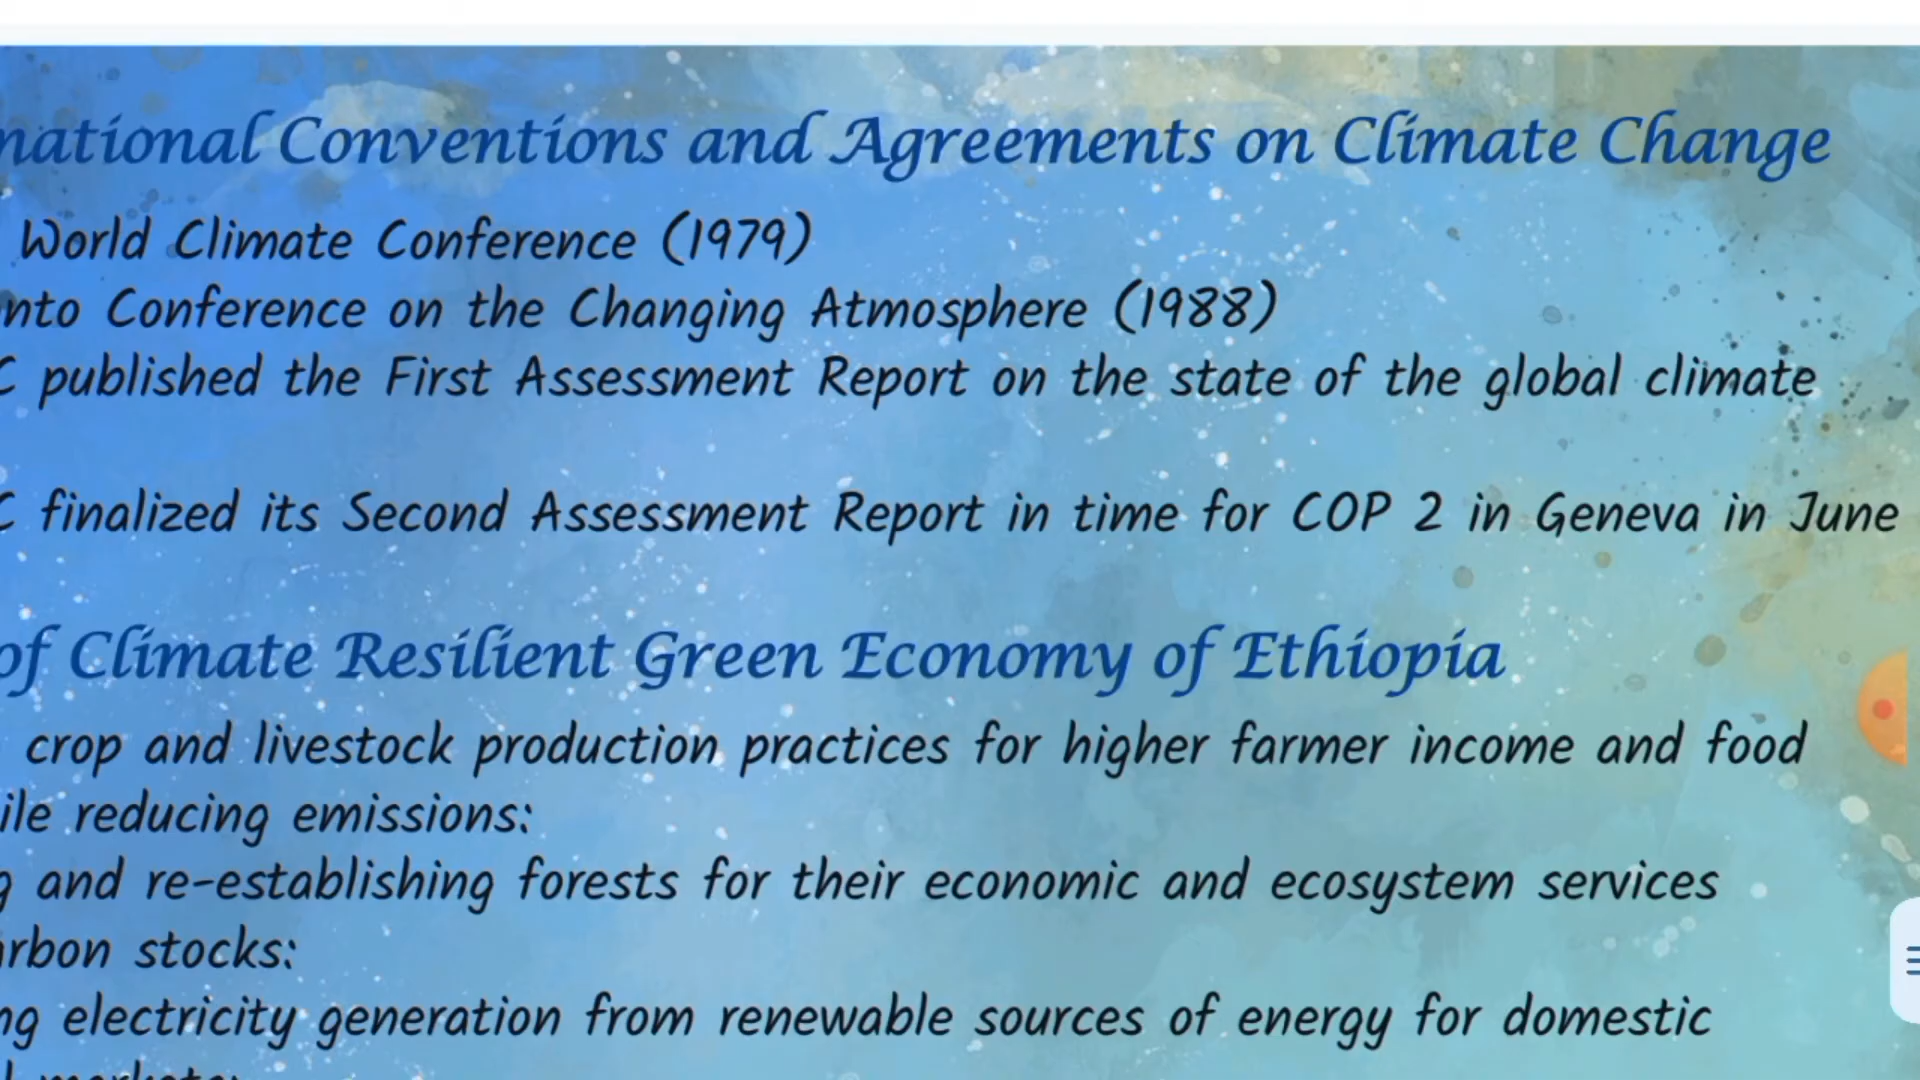 national Conventions and Agreements on Climate Change
World Climate Conference (1979)
nto Conference on the Changing Atmosphere (1988)
C published the First Assessment Report on the state of the global climate
C finalized its Second Assessment Report in time for COP 2 in Geneva in June
of Climate Resilient Green Economy of Ethiopia
crop and livestock production practices for higher farmer income and food
ile reducing emissions:
g and re-establishing forests for their economic and ecosystem services
rbon stocks:
ng electricity generation from renewable sources of energy for domestic